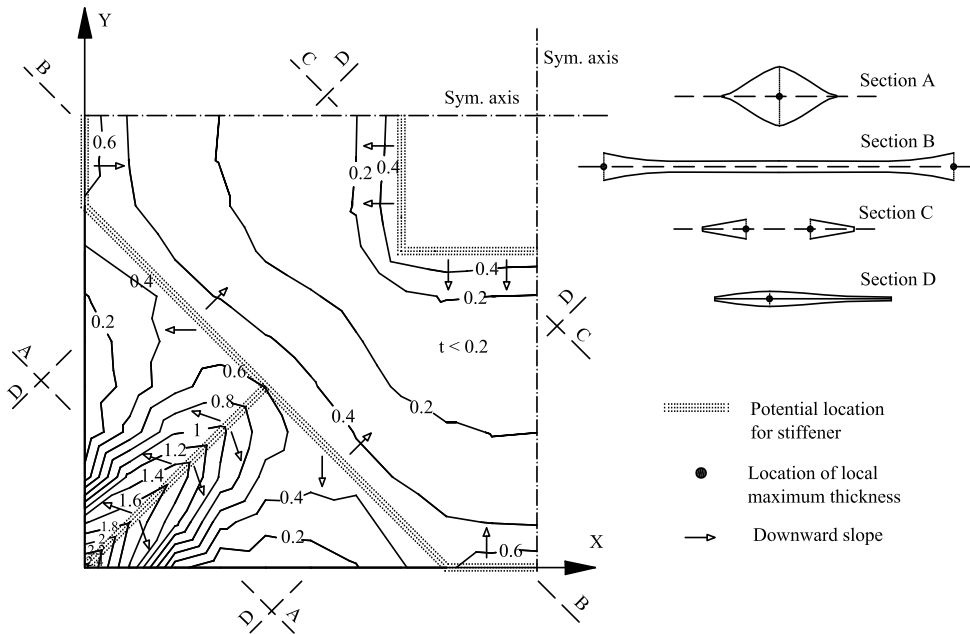 Y
B
C
D
Sym. axis
Sym. axis
Section A
0.6
0.2
0.4
Section B
Section C
0.4
0.4
0.2
Section D
0.2
D
C
t < 0.2
A
D
0.6
0.8
0.4
0.2
Potential location
for stiffener
1
1.2
1.4
1.6
0.4
Location of local
maximum thickness
1.8
2
0.2
0.6
X
Downward slope
D
A
B